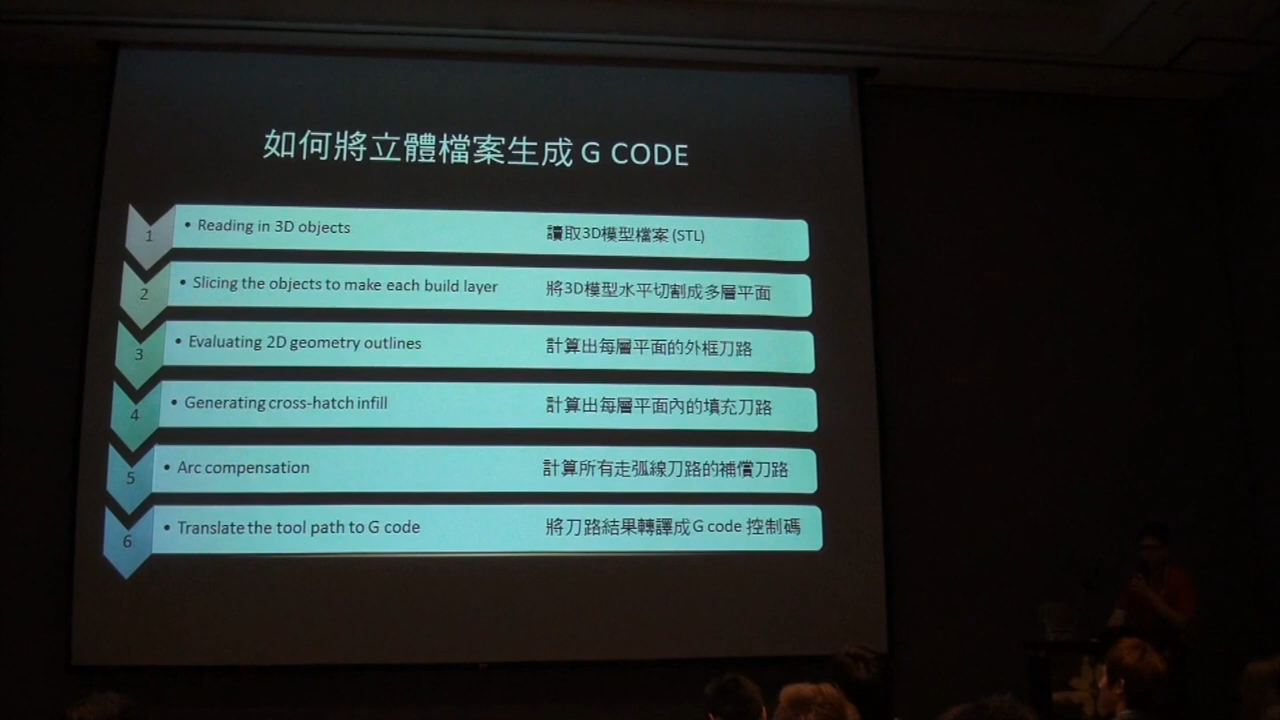 如何將立體檔案生成 G CODE
1 • Reading in 3D objects 讀取3D模型檔案 (STL)
2 • Slicing the objects to make each build layer 將3D模型水平切割成多層平面
3 • Evaluating 2D geometry outlines 計算出每層平面的外框刀路
4 • Generating cross-hatch infill 計算出每層平面內的填充刀路
5 • Arc compensation 計算所有走弧線刀路的補償刀路
6 • Translate the tool path to G code 將刀路結果轉譯成G code 控制碼